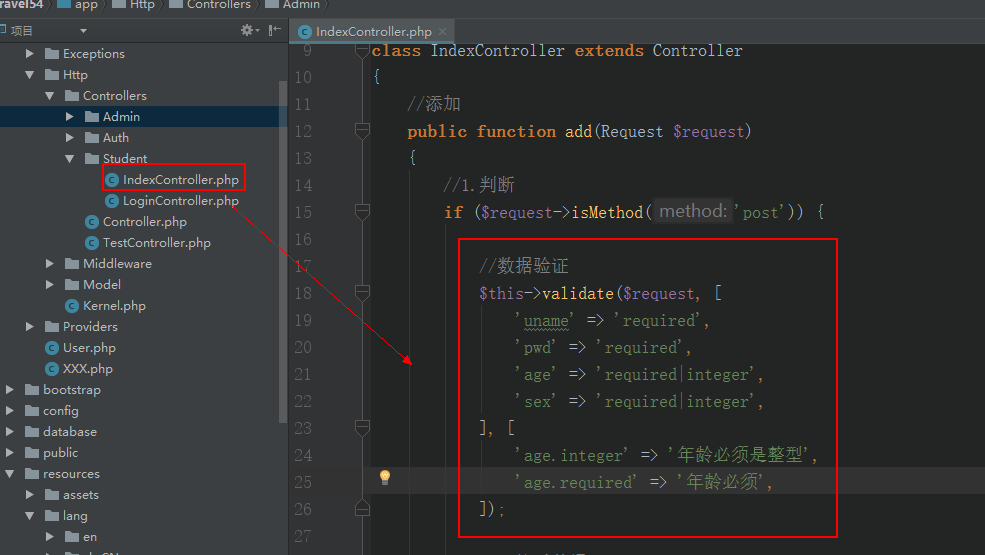 ravel54 app Http Controllers Admin
项目
Exceptions
Http
Controllers
Admin
Auth
Student
IndexController.php
LoginController.php
Controller.php
TestController.php
Middleware
Model
Kernel.php
Providers
User.php
XXX.php
bootstrap
config
database
public
resources
assets
lang
en
IndexController.php
9 class IndexController extends Controller
10 {
11 //添加
12 public function add(Request $request)
13 {
14 //1.判断
15 if ($request->isMethod( method: 'post')) {
16
17 //数据验证
18 $this->validate($request, [
19 'uname' => 'required',
20 'pwd' => 'required',
21 'age' => 'required|integer',
22 'sex' => 'required|integer',
23 ], [
24 'age.integer' => '年龄必须是整型',
25 'age.required' => '年龄必须',
26 ]);
27